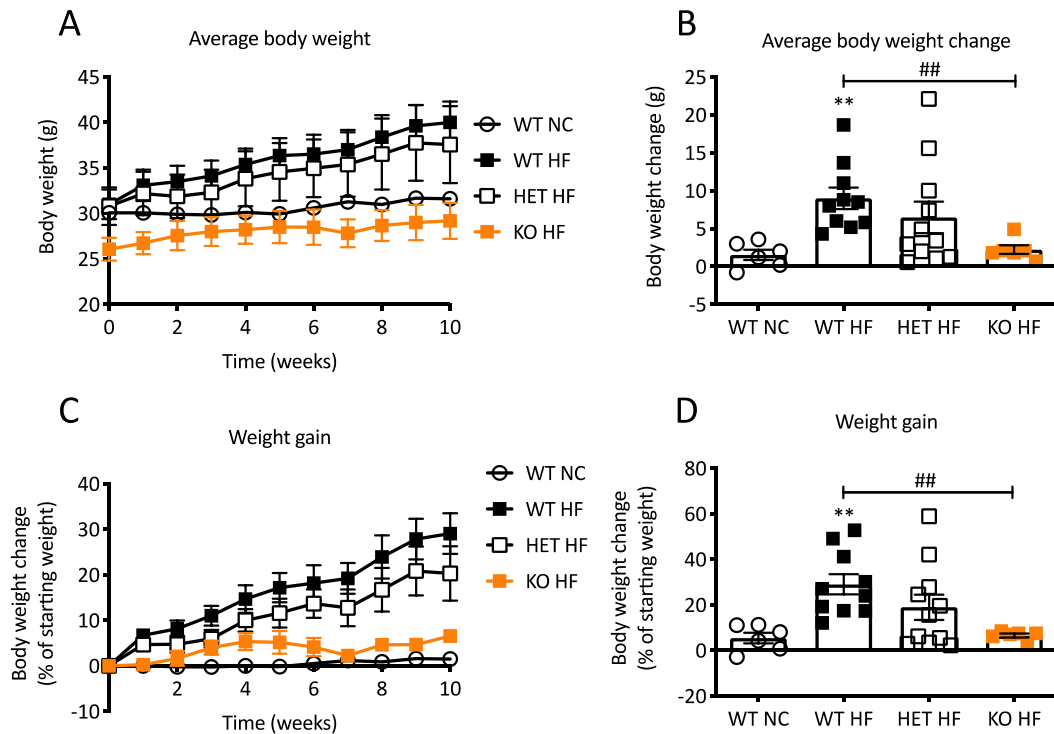 A
Average body weight
Body weight (g)
45
40
35
30
25
20
0
2
4
6
8
10
Time (weeks)
WT NC
WT HF
HET HF
KO HF
B
Average body weight change
##
**
Body weight change (g)
25
20
15
10
5
0
-5
WT NC
WT HF
HET HF
KO HF
C
Weight gain
Body weight change
(% of starting weight)
40
30
20
10
0
-10
2
4
6
8
10
Time (weeks)
WT NC
WT HF
HET HF
KO HF
D
Weight gain
##
**
Body weight change
(% of starting weight)
80
60
40
20
0
-20
WT NC
WT HF
HET HF
KO HF